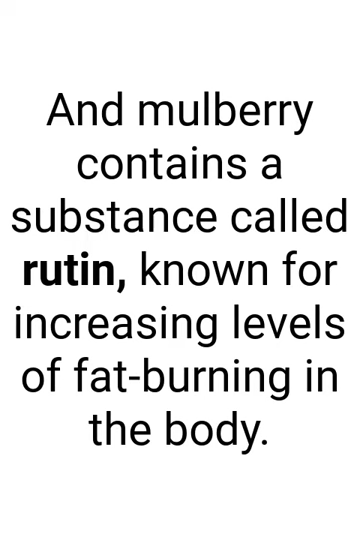 And mulberry
contains a
substance called
rutin, known for
increasing levels
of fat-burning in
the body.